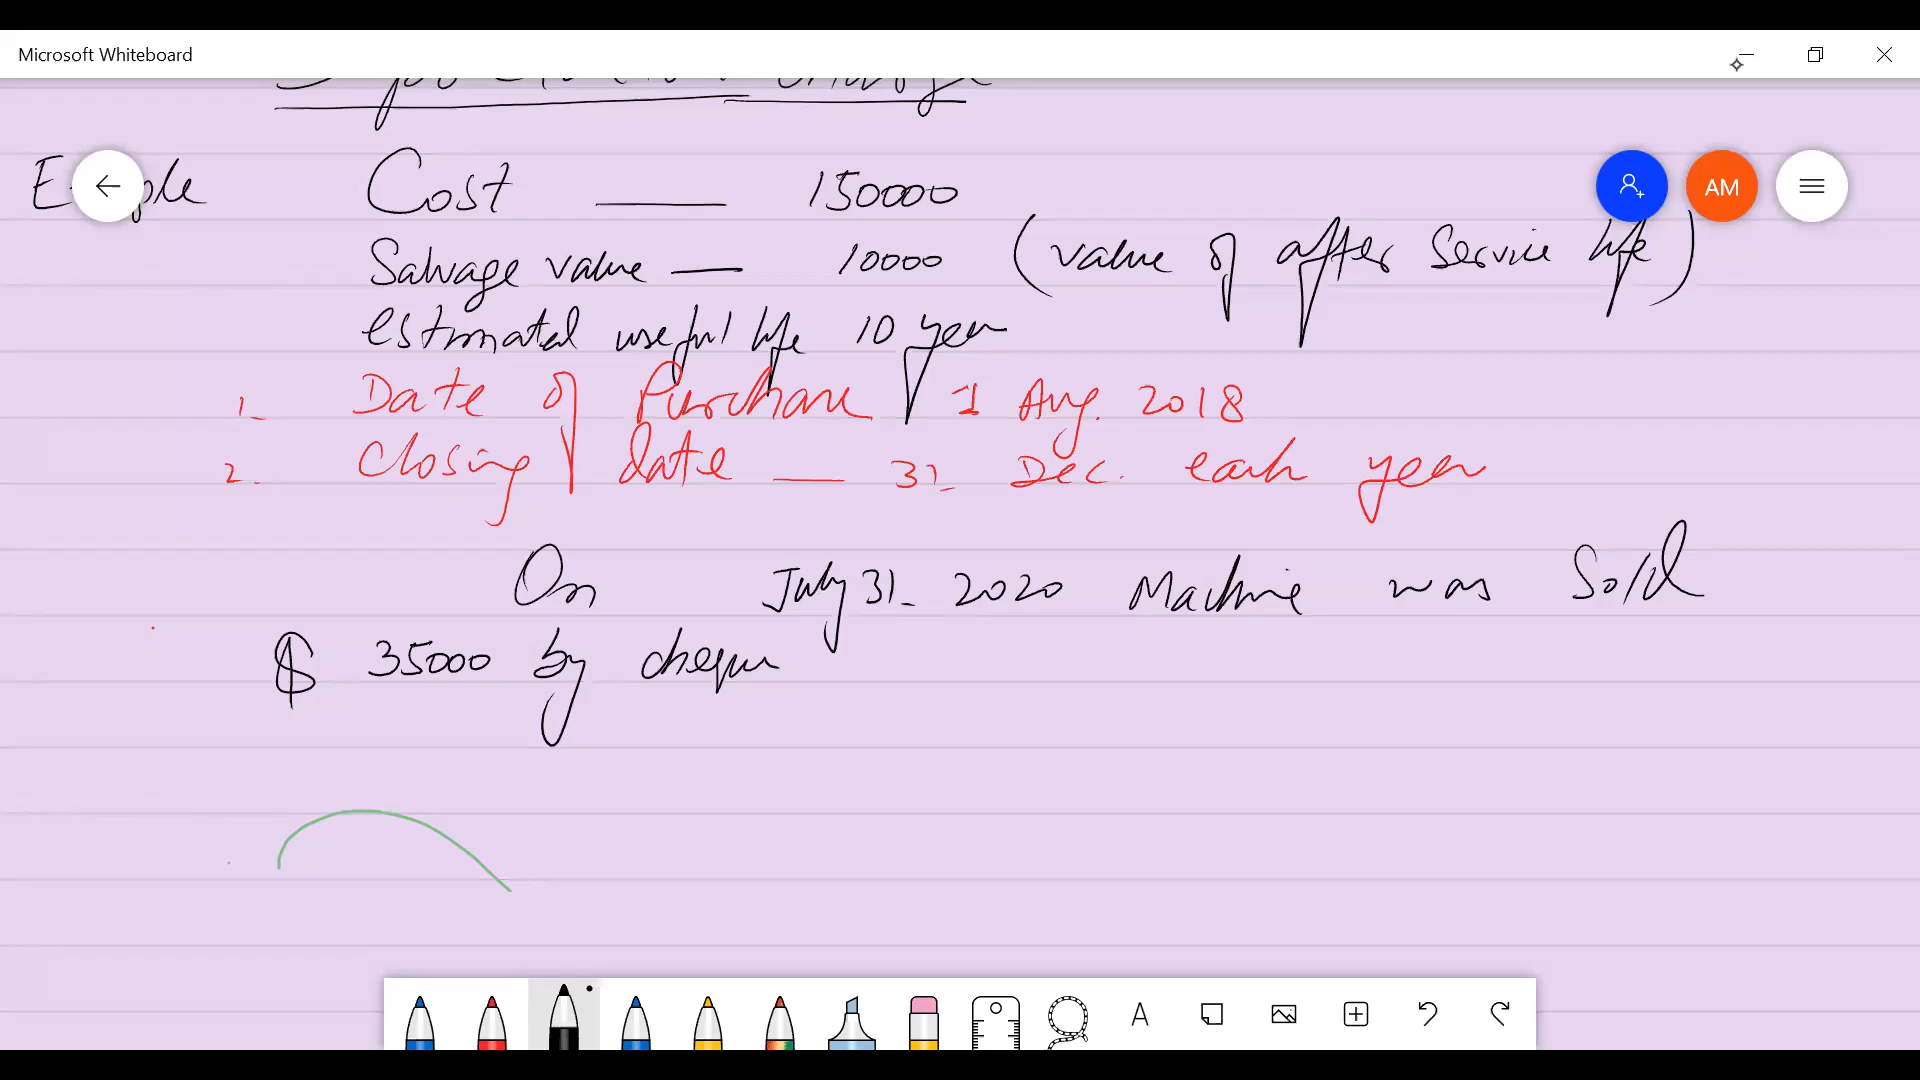 Microsoft Whiteboard
Cost — 150000
AM
Salvage value — 10000 (value of after service life)
estimated useful life 10 year
1- Date of Purchase 1 Aug. 2018
2. Closing date — 31- Dec. each year
On July 31- 2020 Machine was Sold
$ 35000 by cheque